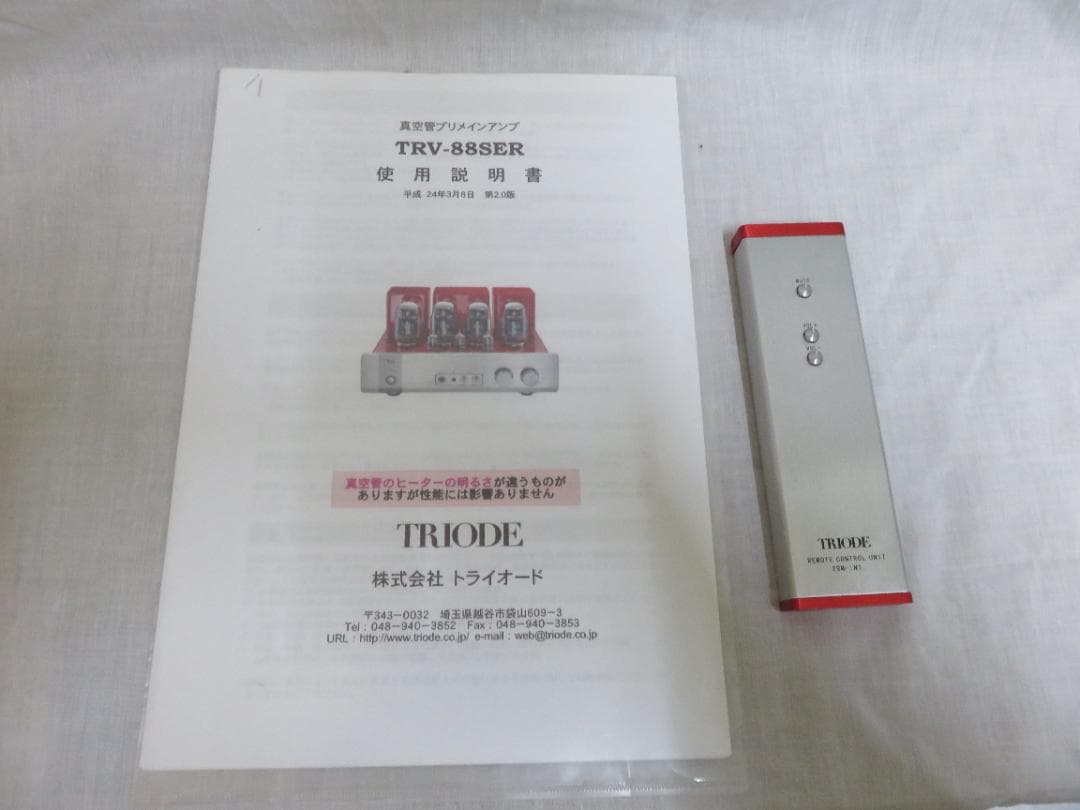 真空管プリメインアンプ
TRV-88SER
使用説明書
平成 24年3月8日 第2.0版
真空管のヒーターの明るさが違うものが
ありますが性能には影響ありません
TRIODE
株式会社 トライオード
〒343-0032 埼玉県越谷市袋山609-3
Tel : 048-940-3852 Fax : 048-940-3853
URL : http://www.triode.co.jp/ e-mail : web@triode.co.jp
MUTE
VOL+
VOL-
TRIODE
REMOTE CONTROL UNIT